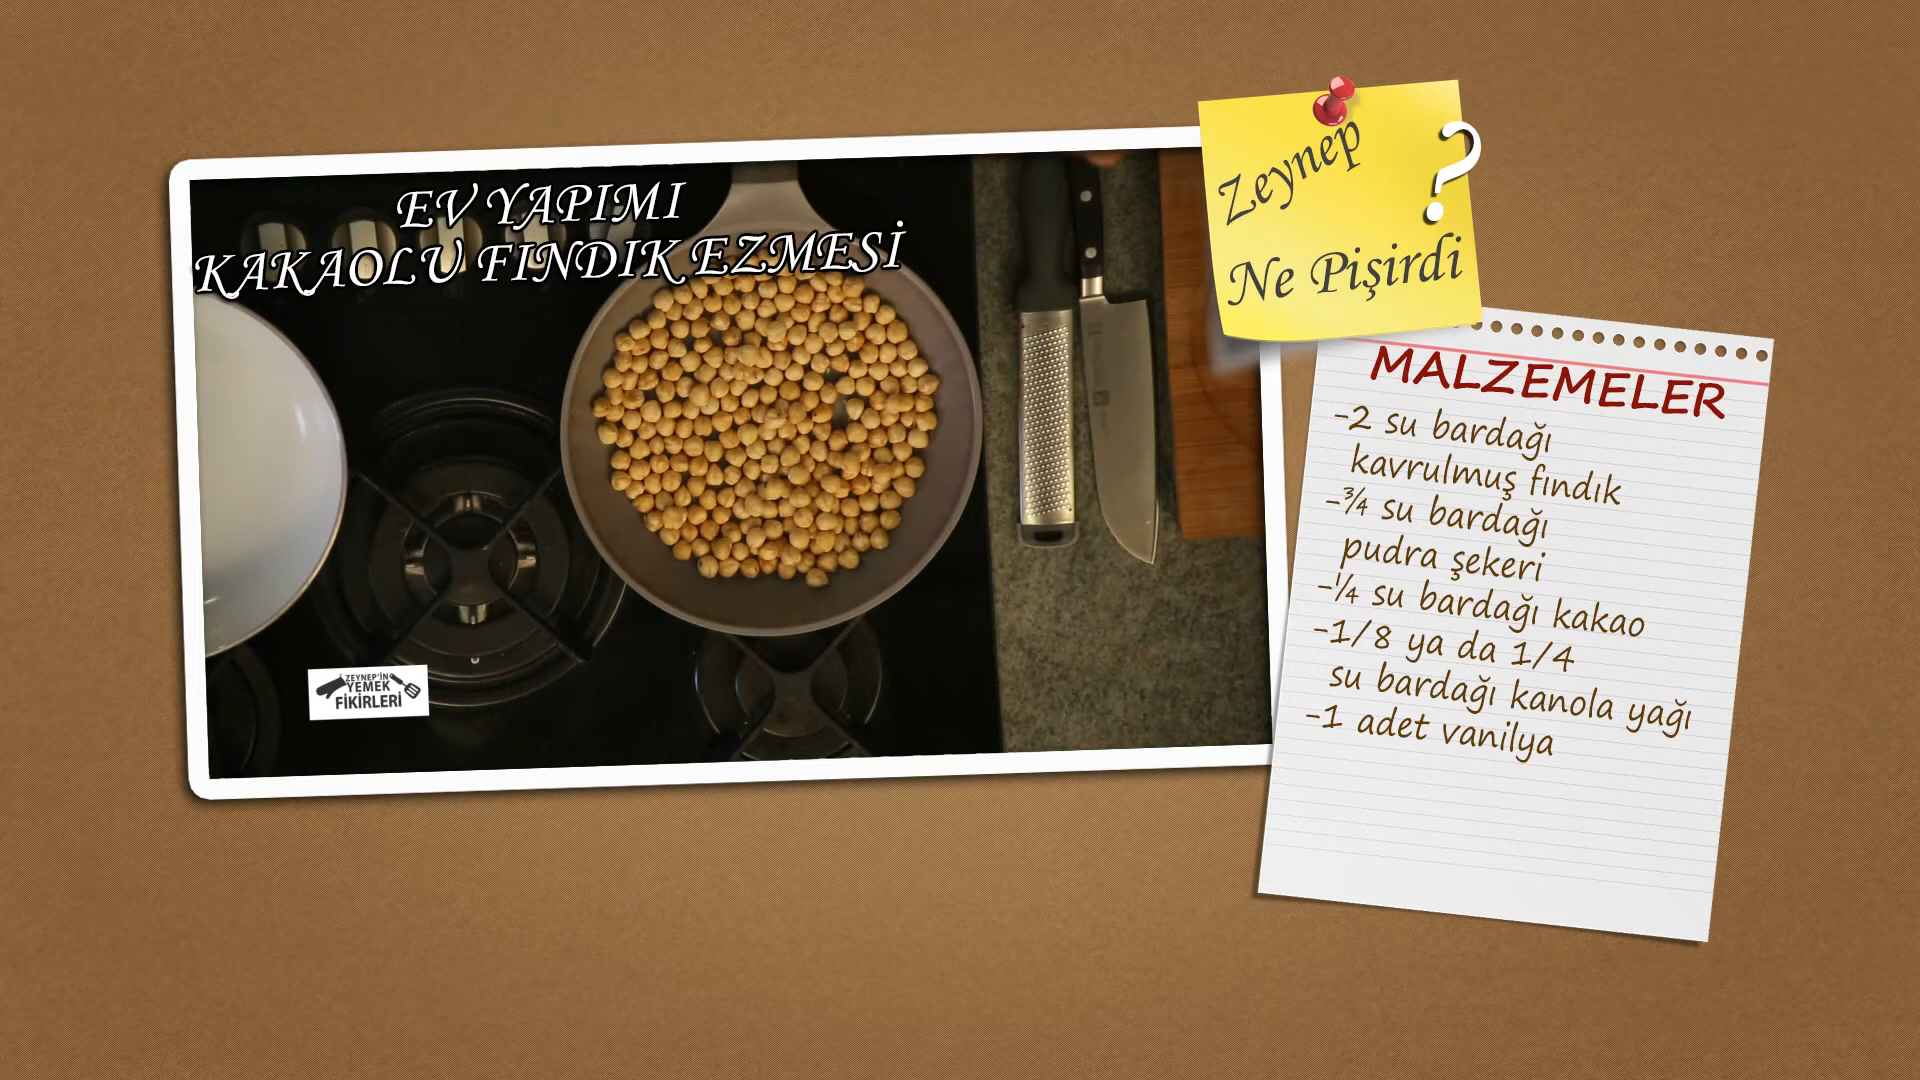 EV YAPIMI
KAKAOLU FINDIK EZMESİ
Zeynep
Ne Pişirdi
?
MALZEMELER
-2 su bardağı
kavrulmuş fındık
-¾ su bardağı
pudra şekeri
-¼ su bardağı kakao
-1/8 ya da 1/4
su bardağı kanola yağı
-1 adet vanilya
ZEYNEP'İN
YEMEK
FİKİRLERİ